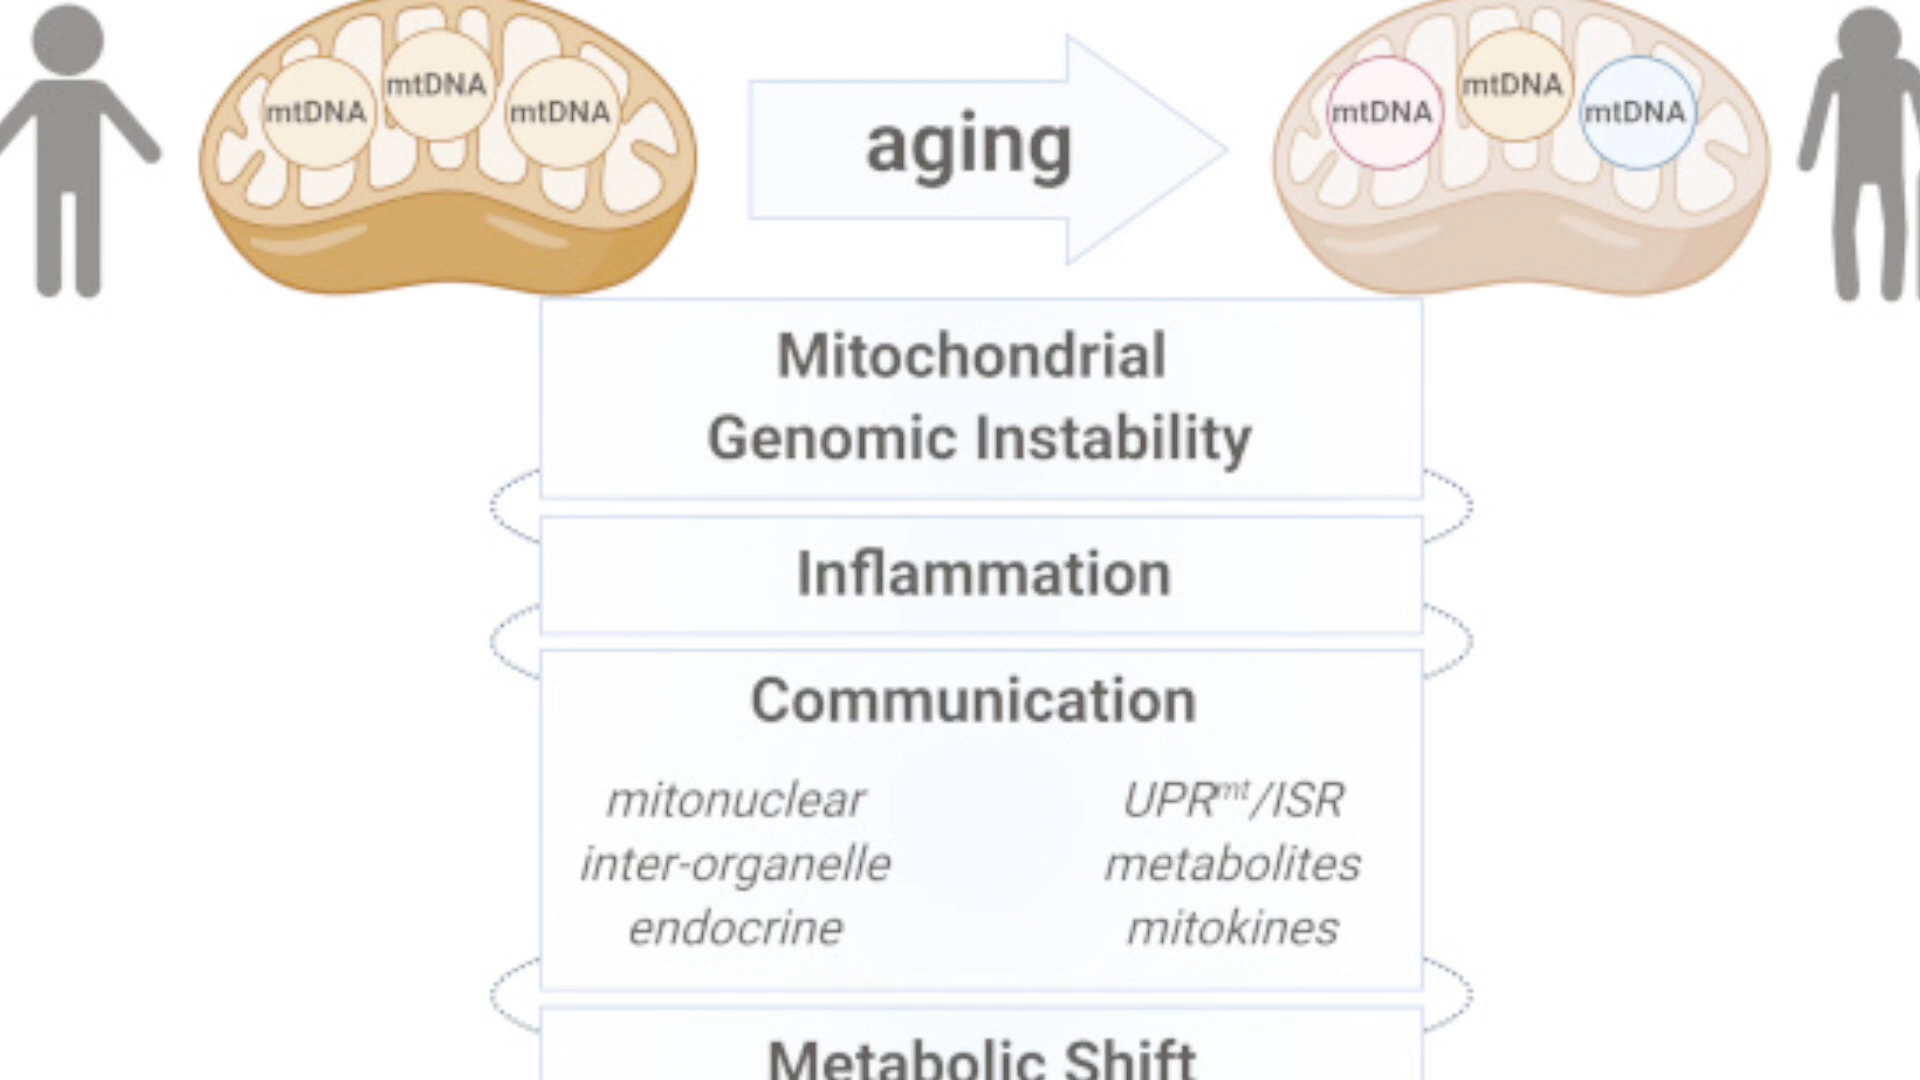 mtDNA mtDNA mtDNA
aging
mtDNA mtDNA mtDNA
Mitochondrial
Genomic Instability
Inflammation
Communication
mitonuclear UPRᵐᵗ/ISR
inter-organelle metabolites
endocrine mitokines
Metabolic Shift